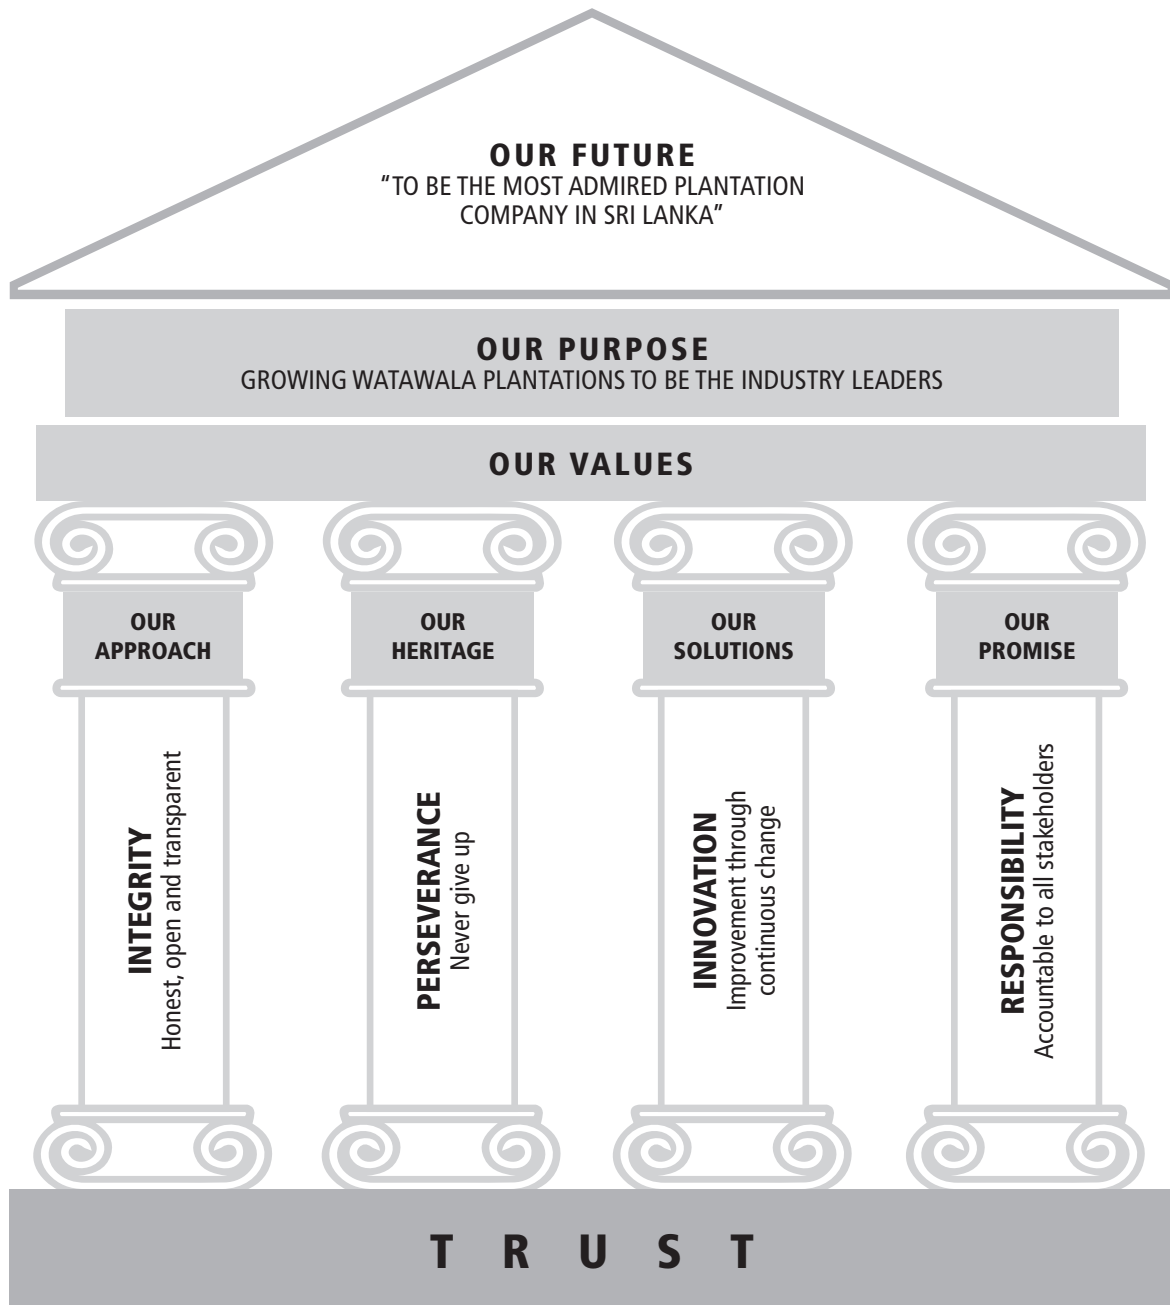 OUR FUTURE
"TO BE THE MOST ADMIRED PLANTATION
COMPANY IN SRI LANKA"
OUR PURPOSE
GROWING WATAWALA PLANTATIONS TO BE THE INDUSTRY LEADERS
OUR VALUES
OUR
APPROACH
INTEGRITY
Honest, open and transparent
OUR
HERITAGE
PERSEVERANCE
Never give up
OUR
SOLUTIONS
INNOVATION
Improvement through
continuous change
OUR
PROMISE
RESPONSIBILITY
Accountable to all stakeholders
TRUST